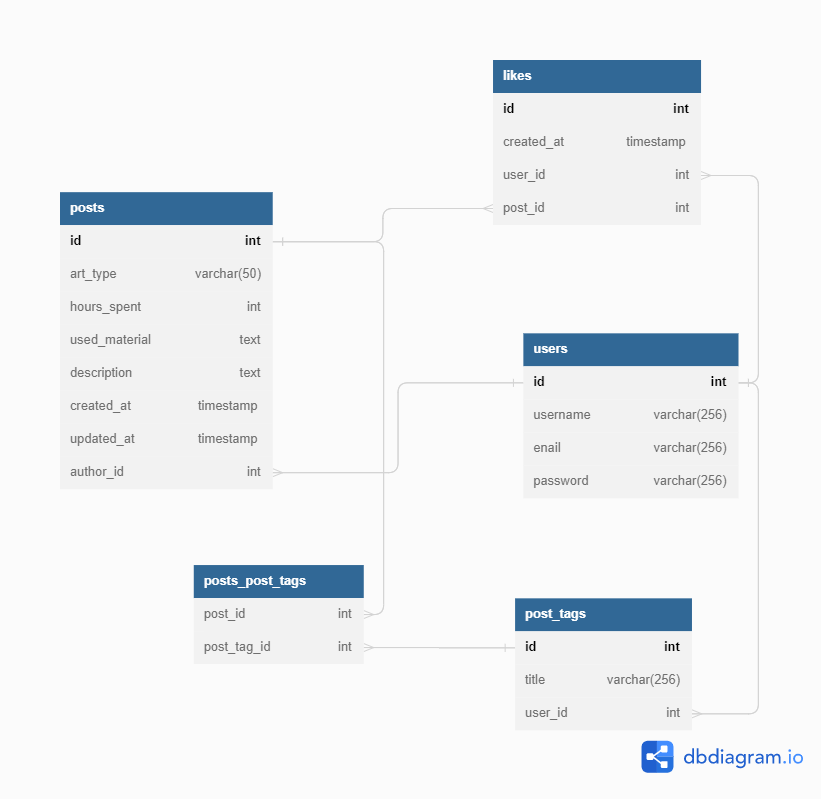 likes
id int
created_at timestamp
user_id int
post_id int
posts
id int
art_type varchar(50)
hours_spent int
used_material text
description text
created_at timestamp
updated_at timestamp
author_id int
users
id int
username varchar(256)
enail varchar(256)
password varchar(256)
posts_post_tags
post_id int
post_tag_id int
post_tags
id int
title varchar(256)
user_id int
dbdiagram.io